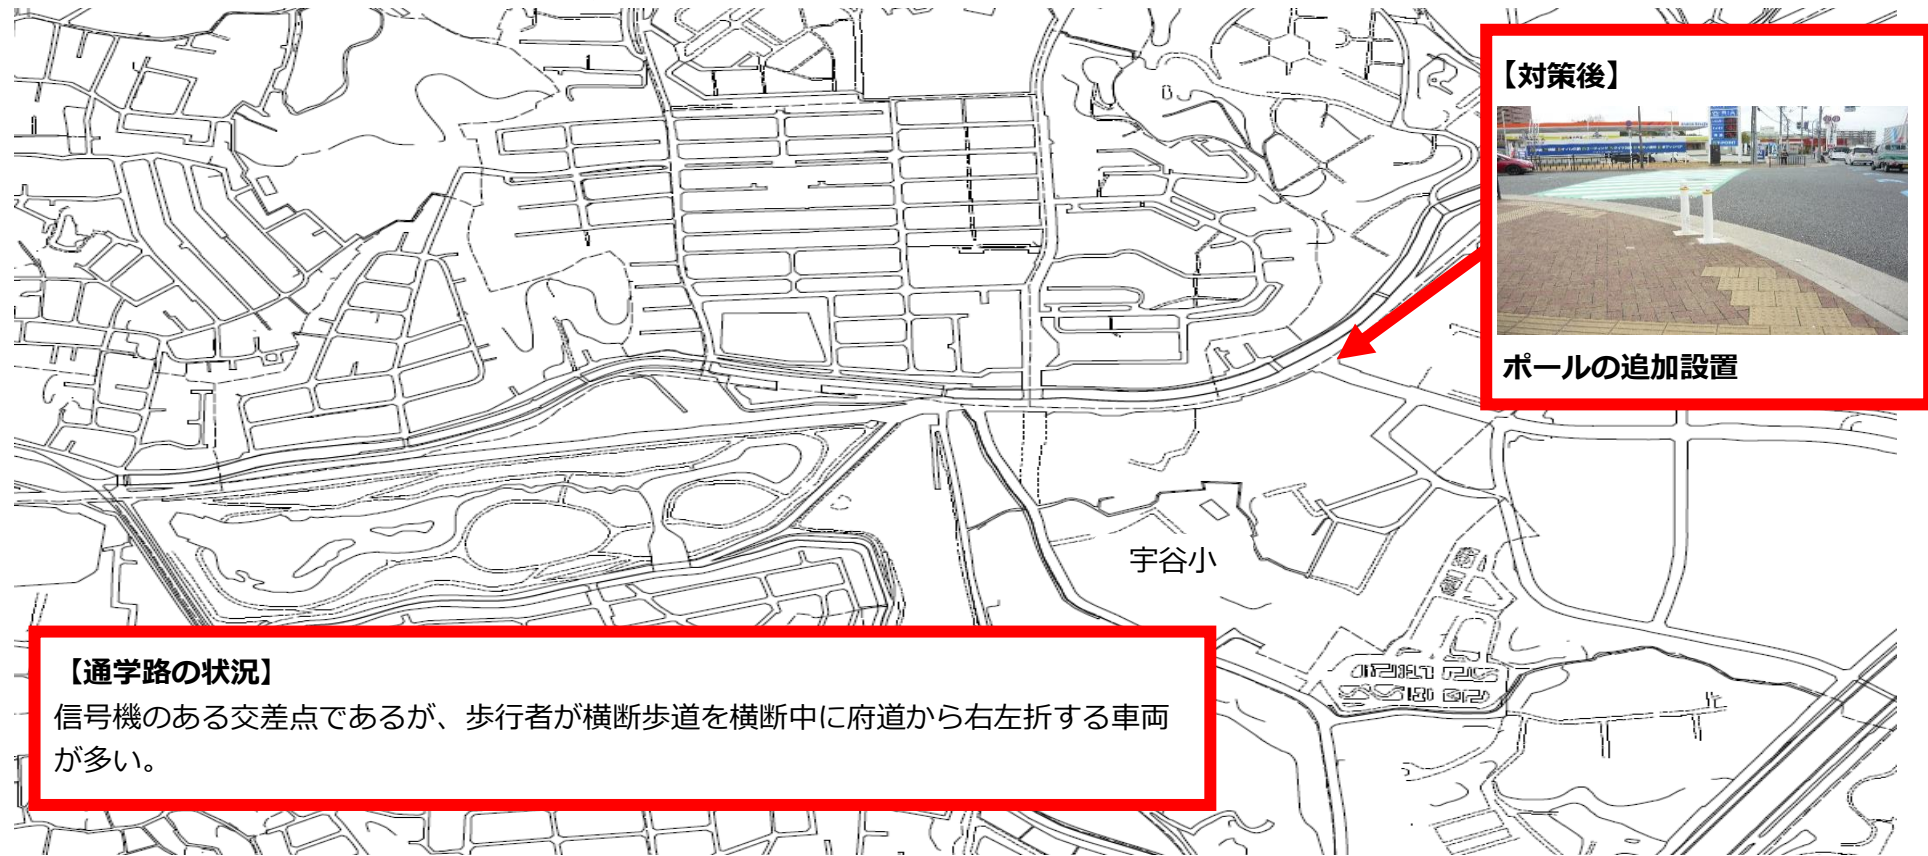 【対策後】
ポールの追加設置
宇谷小
【通学路の状況】
信号機のある交差点であるが、歩行者が横断歩道を横断中に府道から右左折する車両
が多い。